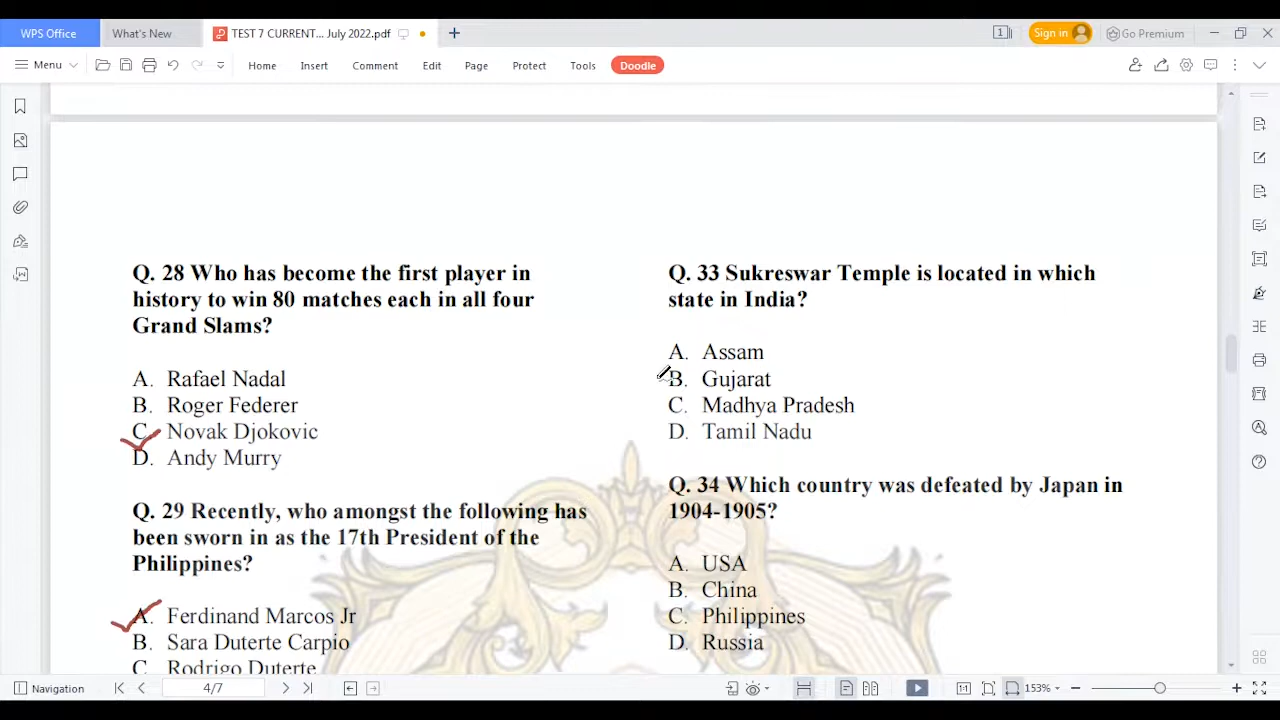 WPS Office
What's New
TEST 7 CURRENT... July 2022.pdf
1
Sign in
Go Premium
Menu
Home
Insert
Comment
Edit
Page
Protect
Tools
Doodle
Q. 28 Who has become the first player in
history to win 80 matches each in all four
Grand Slams?
A. Rafael Nadal
B. Roger Federer
C. Novak Djokovic
D. Andy Murry
Q. 29 Recently, who amongst the following has
been sworn in as the 17th President of the
Philippines?
A. Ferdinand Marcos Jr
B. Sara Duterte Carpio
C. Rodrigo Duterte
Q. 33 Sukreswar Temple is located in which
state in India?
A. Assam
B. Gujarat
C. Madhya Pradesh
D. Tamil Nadu
Q. 34 Which country was defeated by Japan in
1904-1905?
A. USA
B. China
C. Philippines
D. Russia
Navigation
4/7
153%